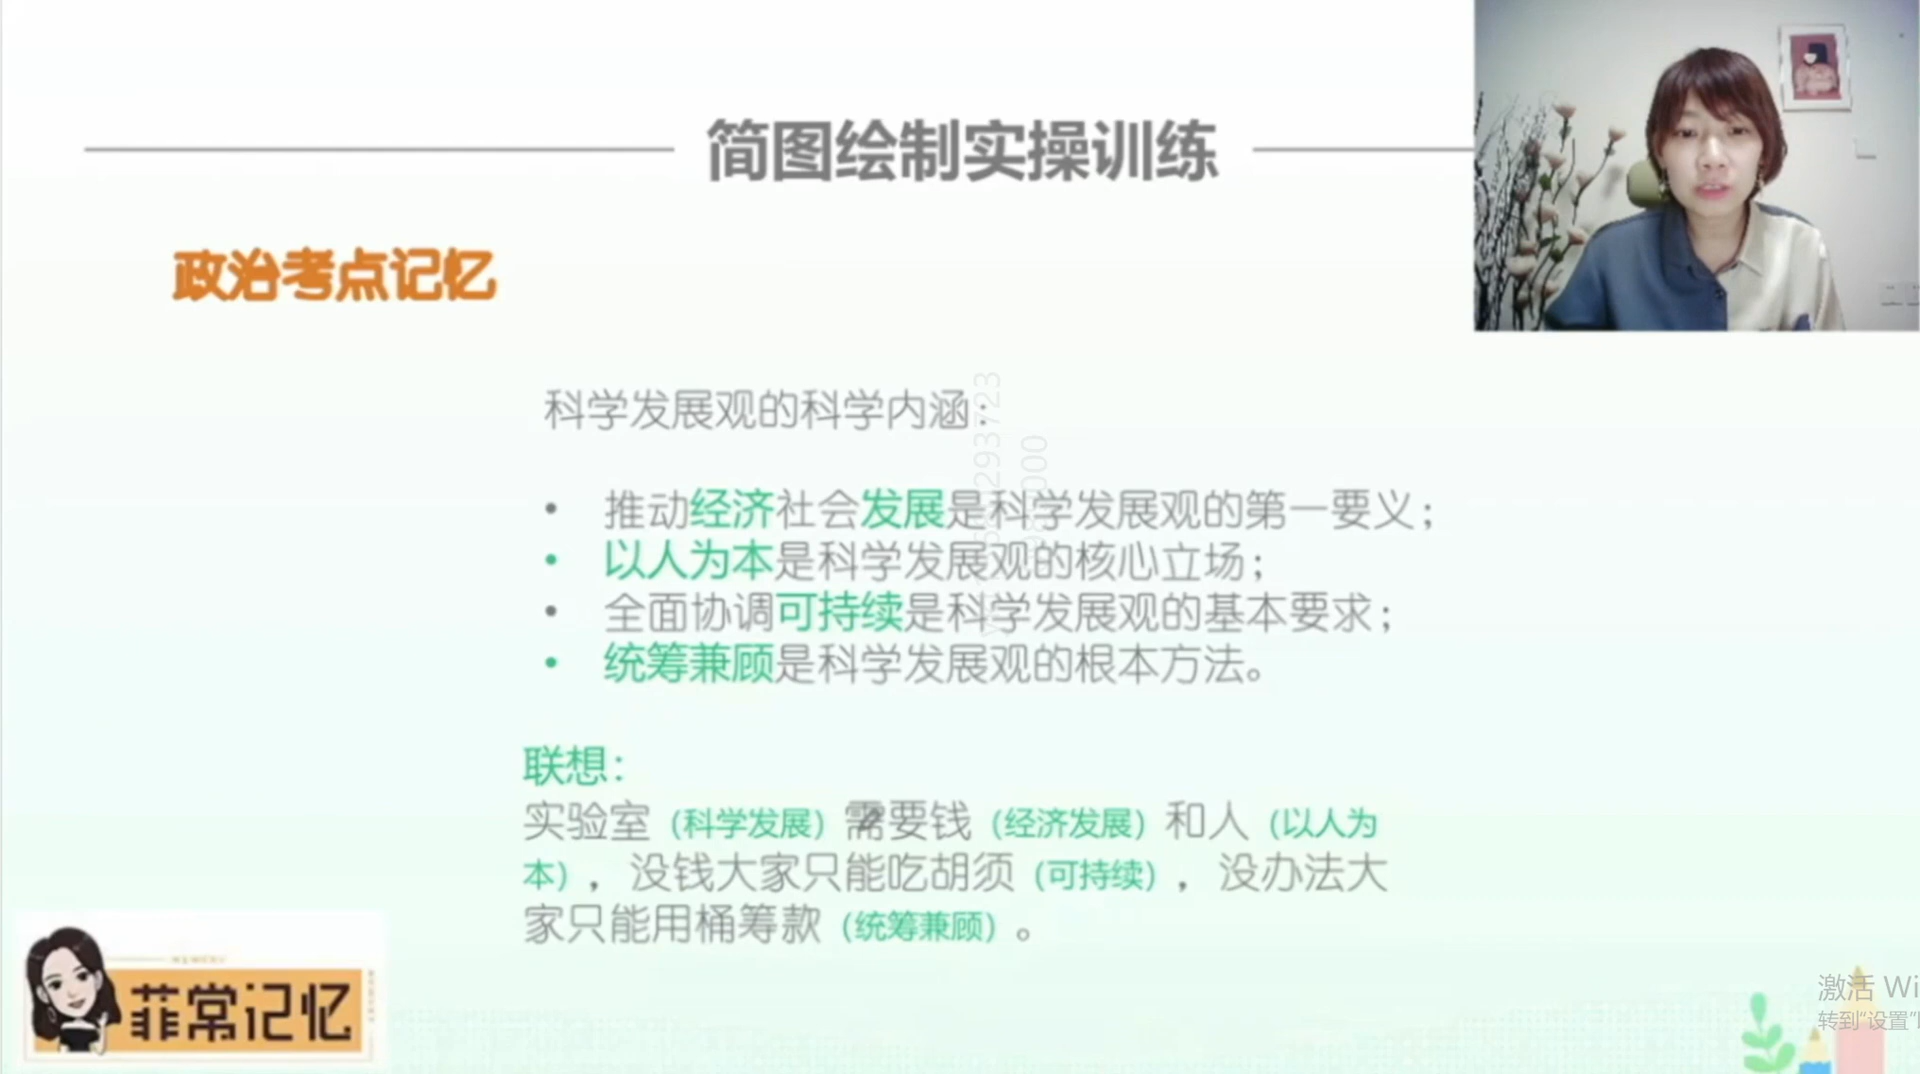 简图绘制实操训练
政治考点记忆
科学发展观的科学内涵：
• 推动经济社会发展是科学发展观的第一要义；
• 以人为本是科学发展观的核心立场；
• 全面协调可持续是科学发展观的基本要求；
• 统筹兼顾是科学发展观的根本方法。
联想：
实验室（科学发展）需要钱（经济发展）和人（以人为
本），没钱大家只能吃胡须（可持续），没办法大
家只能用桶筹款（统筹兼顾）。
菲常记忆
激活 Wi
转到"设置"